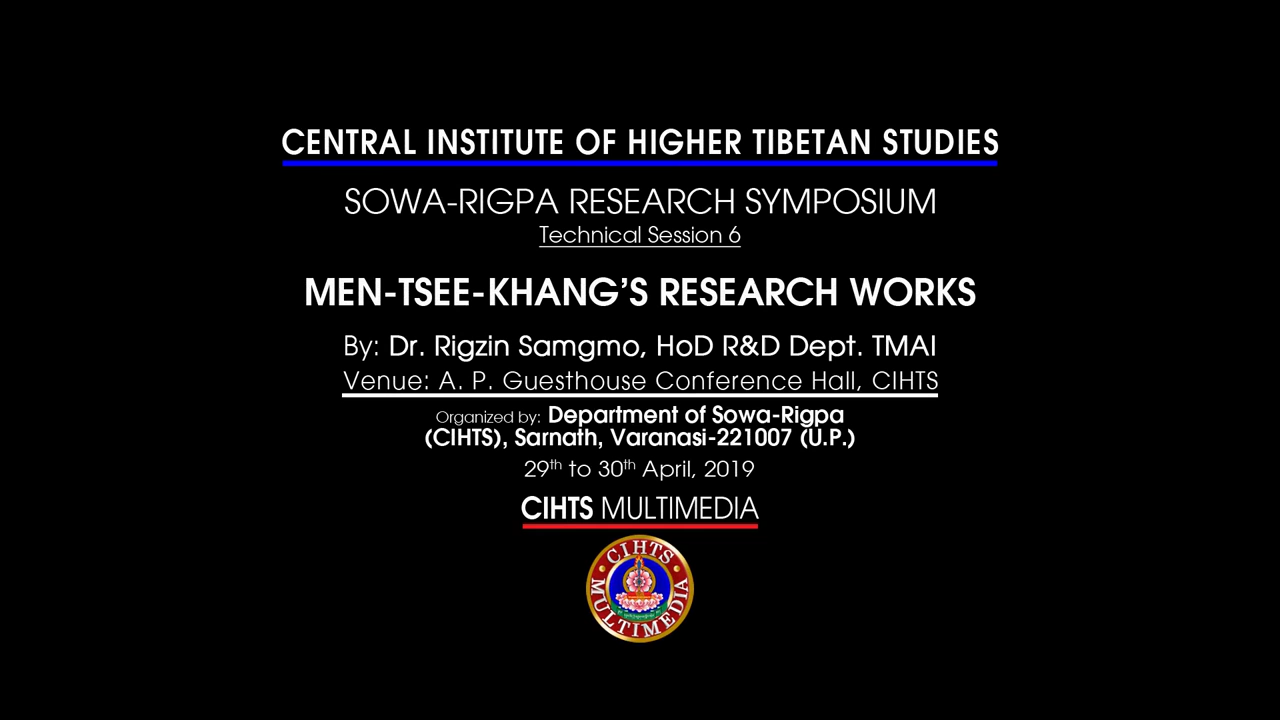 CENTRAL INSTITUTE OF HIGHER TIBETAN STUDIES
SOWA-RIGPA RESEARCH SYMPOSIUM
Technical Session 6
MEN-TSEE-KHANG’S RESEARCH WORKS
By: Dr. Rigzin Samgmo, HoD R&D Dept. TMAI
Venue: A. P. Guesthouse Conference Hall, CIHTS
Organized by: Department of Sowa-Rigpa
(CIHTS), Sarnath, Varanasi-221007 (U.P.)
29th to 30th April, 2019
CIHTS MULTIMEDIA
CIHTS
MULTIMEDIA